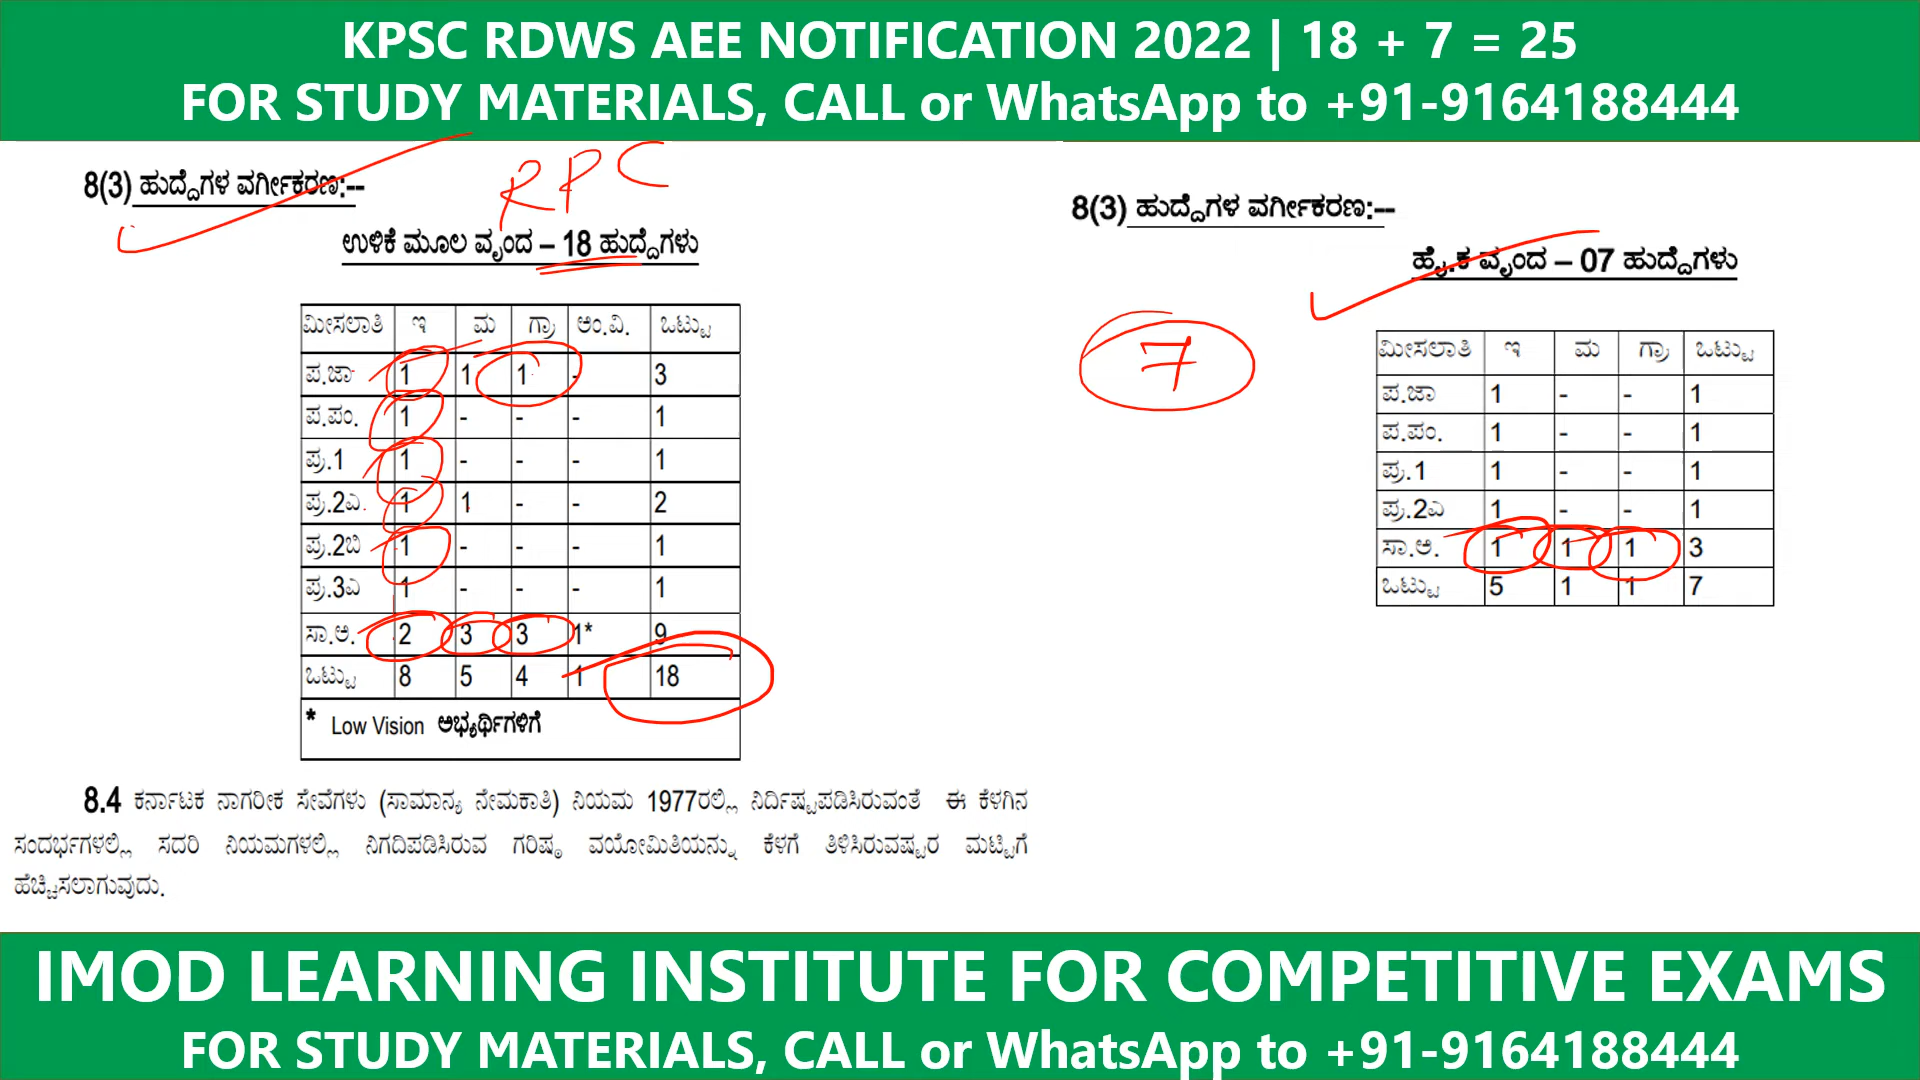 KPSC RDWS AEE NOTIFICATION 2022 | 18 + 7 = 25
FOR STUDY MATERIALS, CALL or WhatsApp to +91-9164188444
8(3) ಹುದ್ದೆಗಳ ವರ್ಗೀಕರಣ:--
RPC
ಉಳಿಕೆ ಮೂಲ ವೃಂದ – 18 ಹುದ್ದೆಗಳು
ಮೀಸಲಾತಿ ಇ ಮ ಗ್ರಾ ಅಂ.ವಿ. ಒಟ್ಟು
ಪ.ಜಾ 1 1 1 - 3
ಪ.ಪಂ. 1 - - - 1
ಪ್ರ.1 1 - - - 1
ಪ್ರ.2ಎ. 1 1 - - 2
ಪ್ರ.2ಬಿ 1 - - - 1
ಪ್ರ.3ಎ 1 - - - 1
ಸಾ.ಅ. 2 3 3 1* 9
ಒಟ್ಟು 8 5 4 1 18
* Low Vision ಅಭ್ಯರ್ಥಿಗಳಿಗೆ
8.4 ಕರ್ನಾಟಕ ನಾಗರೀಕ ಸೇವೆಗಳು (ಸಾಮಾನ್ಯ ನೇಮಕಾತಿ) ನಿಯಮ 1977ರಲ್ಲಿ ನಿರ್ದಿಷ್ಟಪಡಿಸಿರುವಂತೆ ಈ ಕೆಳಗಿನ
ಸಂದರ್ಭಗಳಲ್ಲಿ ಸದರಿ ನಿಯಮಗಳಲ್ಲಿ ನಿಗದಿಪಡಿಸಿರುವ ಗರಿಷ್ಠ ವಯೋಮಿತಿಯನ್ನು ಕೆಳಗೆ ತಿಳಿಸಿರುವಷ್ಟರ ಮಟ್ಟಿಗೆ
ಹೆಚ್ಚಿಸಲಾಗುವುದು.
8(3) ಹುದ್ದೆಗಳ ವರ್ಗೀಕರಣ:--
ಹೈ.ಕ ವೃಂದ – 07 ಹುದ್ದೆಗಳು
7
ಮೀಸಲಾತಿ ಇ ಮ ಗ್ರಾ ಒಟ್ಟು
ಪ.ಜಾ 1 - - 1
ಪ.ಪಂ. 1 - - 1
ಪ್ರ.1 1 - - 1
ಪ್ರ.2ಎ 1 - - 1
ಸಾ.ಅ. 1 1 1 3
ಒಟ್ಟು 5 1 1 7
IMOD LEARNING INSTITUTE FOR COMPETITIVE EXAMS
FOR STUDY MATERIALS, CALL or WhatsApp to +91-9164188444